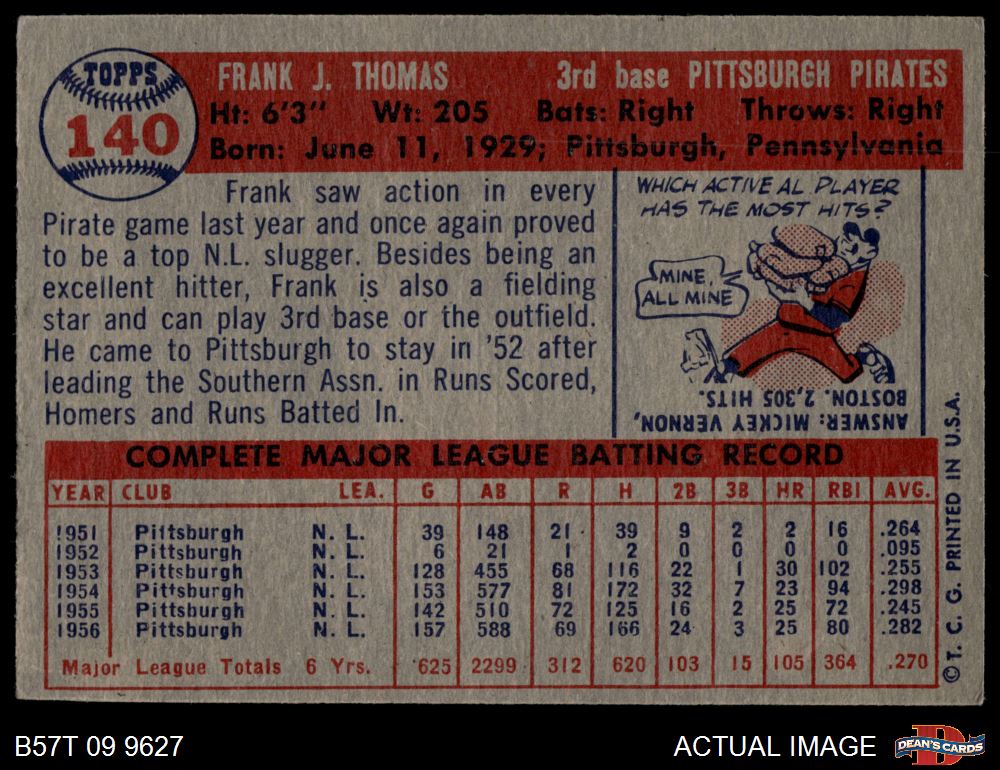 TOPPS
140
FRANK J. THOMAS 3rd base PITTSBURGH PIRATES
Ht: 6'3" Wt: 205 Bats: Right Throws: Right
Born: June 11, 1929; Pittsburgh, Pennsylvania
Frank saw action in every
Pirate game last year and once again proved
to be a top N.L. slugger. Besides being an
excellent hitter, Frank is also a fielding
star and can play 3rd base or the outfield.
He came to Pittsburgh to stay in '52 after
leading the Southern Assn. in Runs Scored,
Homers and Runs Batted In.
WHICH ACTIVE AL PLAYER
HAS THE MOST HITS?
MINE,
ALL MINE
ANSWER: MICKEY VERNON,
BOSTON. 2,305 HITS.
COMPLETE MAJOR LEAGUE BATTING RECORD
YEAR CLUB LEA. G AB R H 2B 3B HR RBI AVG.
1951 Pittsburgh N. L. 39 148 21 39 9 2 2 16 .264
1952 Pittsburgh N. L. 6 21 1 2 0 0 0 0 .095
1953 Pittsburgh N. L. 128 455 68 116 22 1 30 102 .255
1954 Pittsburgh N. L. 153 577 81 172 32 7 23 94 .298
1955 Pittsburgh N. L. 142 510 72 125 16 2 25 72 .245
1956 Pittsburgh N. L. 157 588 69 166 24 3 25 80 .282
Major League Totals 6 Yrs. 625 2299 312 620 103 15 105 364 .270
© T. C. G. PRINTED IN U.S.A.
B57T 09 9627
ACTUAL IMAGE
D
DEAN'S CARDS